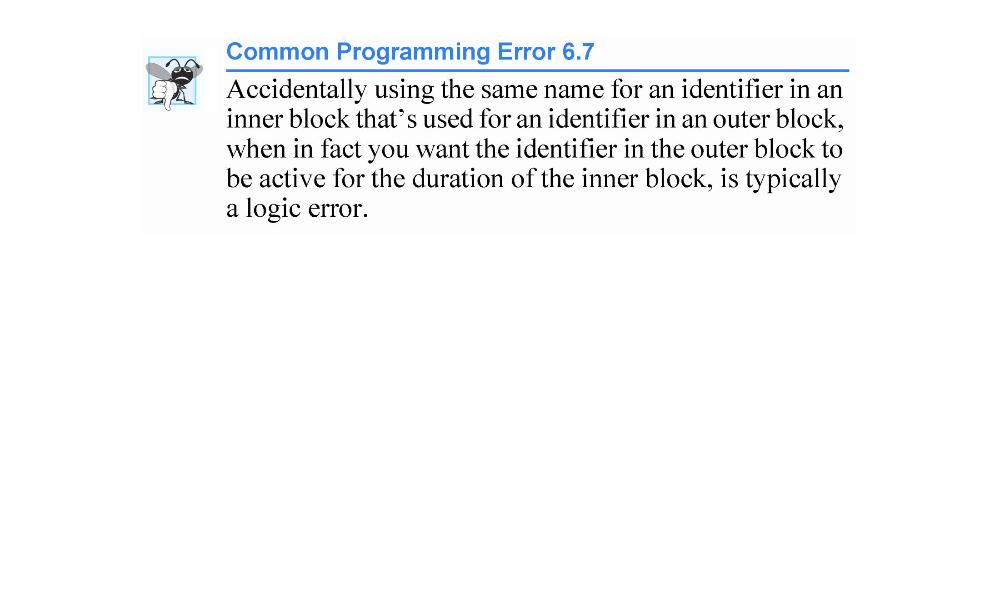 Common Programming Error 6.7
Accidentally using the same name for an identifier in an
inner block that’s used for an identifier in an outer block,
when in fact you want the identifier in the outer block to
be active for the duration of the inner block, is typically
a logic error.